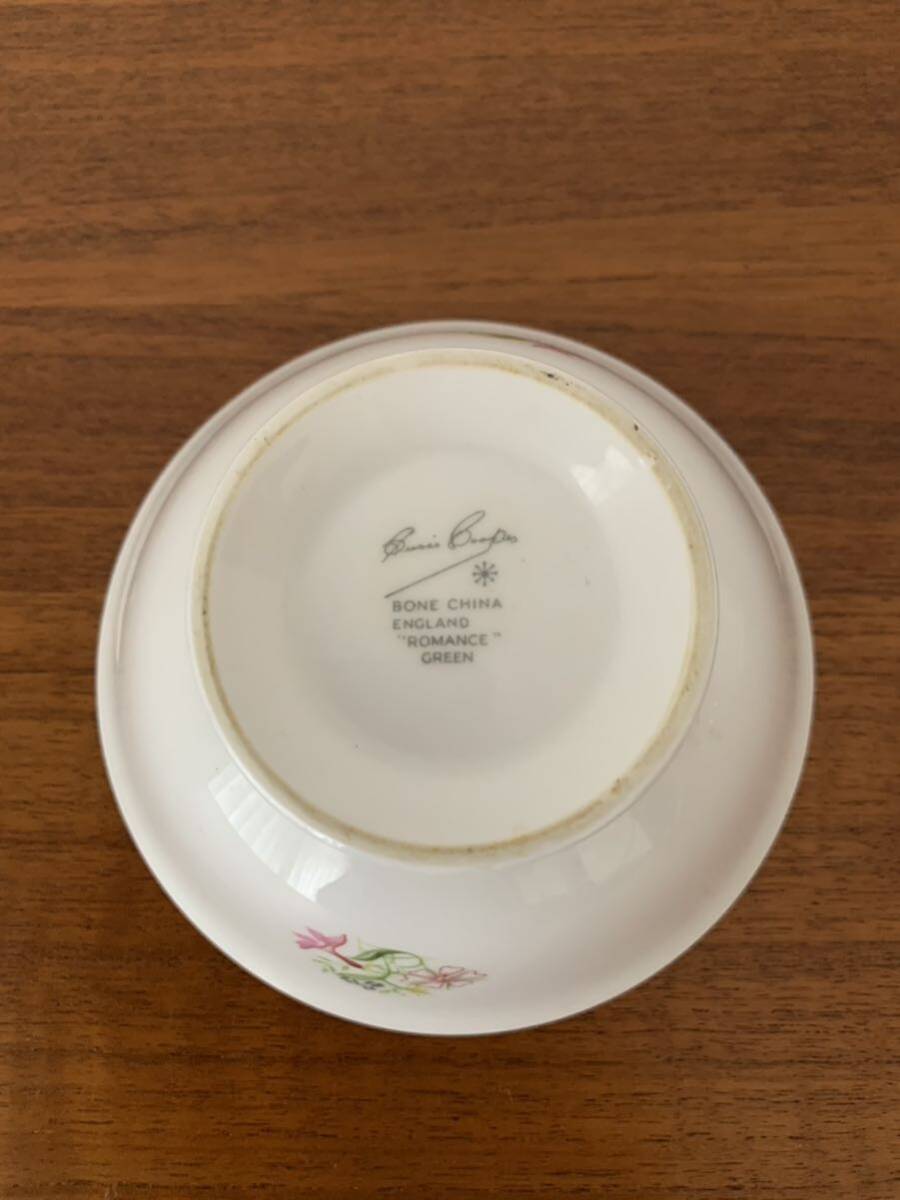 Susie Cooper
BONE CHINA
ENGLAND
"ROMANCE"
GREEN